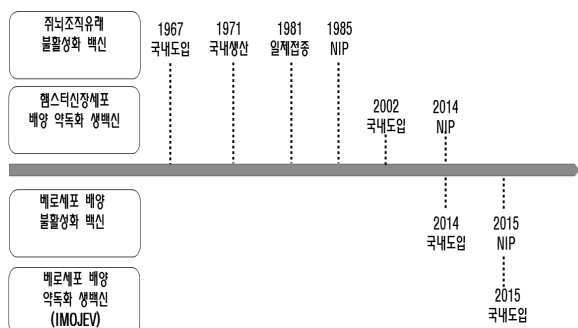 쥐뇌조직유래
불활성화 백신
1967
국내도입
1971
국내생산
1981
일제접종
1985
NIP
햄스터신장세포
배양 약독화 생백신
2002
국내도입
2014
NIP
베로세포 배양
불활성화 백신
2014
국내도입
2015
NIP
베로세포 배양
약독화 생백신
(IMOJEV)
2015
국내도입